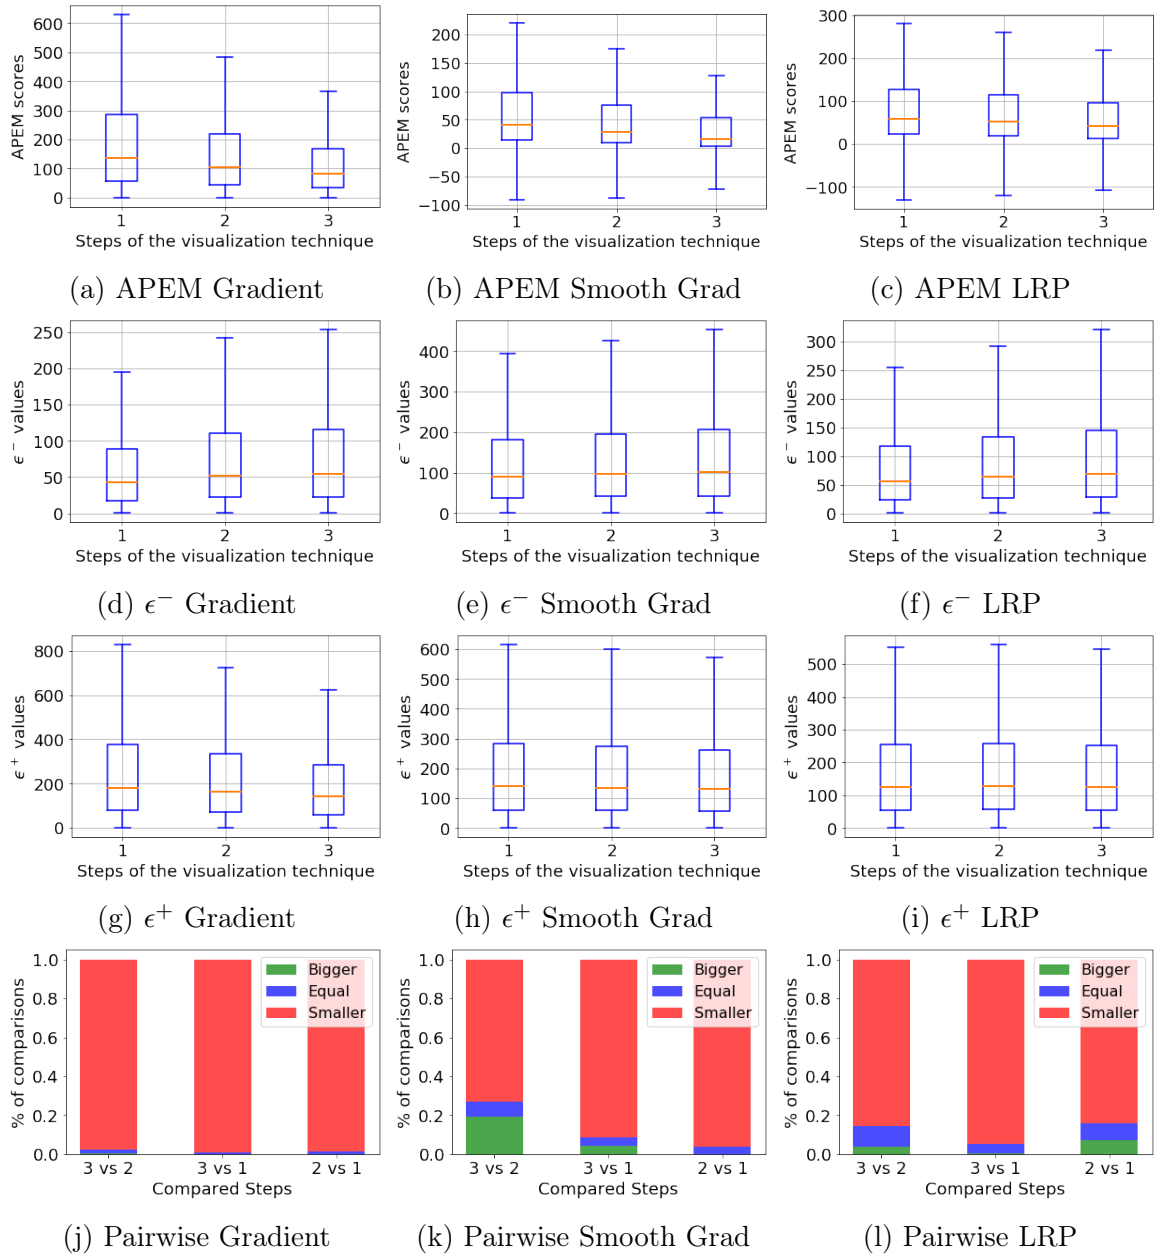 600
500
400
300
200
100
0
APEM scores
1 2 3
Steps of the visualization technique
(a) APEM Gradient
200
150
100
50
0
−50
−100
APEM scores
1 2 3
Steps of the visualization technique
(b) APEM Smooth Grad
300
200
100
0
−100
APEM scores
1 2 3
Steps of the visualization technique
(c) APEM LRP
250
200
150
100
50
0
ϵ⁻ values
1 2 3
Steps of the visualization technique
(d) ϵ⁻ Gradient
400
300
200
100
0
ϵ⁻ values
1 2 3
Steps of the visualization technique
(e) ϵ⁻ Smooth Grad
300
250
200
150
100
50
0
ϵ⁻ values
1 2 3
Steps of the visualization technique
(f) ϵ⁻ LRP
800
600
400
200
0
ϵ⁺ values
1 2 3
Steps of the visualization technique
(g) ϵ⁺ Gradient
600
500
400
300
200
100
0
ϵ⁺ values
1 2 3
Steps of the visualization technique
(h) ϵ⁺ Smooth Grad
500
400
300
200
100
0
ϵ⁺ values
1 2 3
Steps of the visualization technique
(i) ϵ⁺ LRP
1.0
0.8
0.6
0.4
0.2
0.0
% of comparisons
Bigger
Equal
Smaller
3 vs 2 3 vs 1 2 vs 1
Compared Steps
(j) Pairwise Gradient
1.0
0.8
0.6
0.4
0.2
0.0
% of comparisons
Bigger
Equal
Smaller
3 vs 2 3 vs 1 2 vs 1
Compared Steps
(k) Pairwise Smooth Grad
1.0
0.8
0.6
0.4
0.2
0.0
% of comparisons
Bigger
Equal
Smaller
3 vs 2 3 vs 1 2 vs 1
Compared Steps
(l) Pairwise LRP